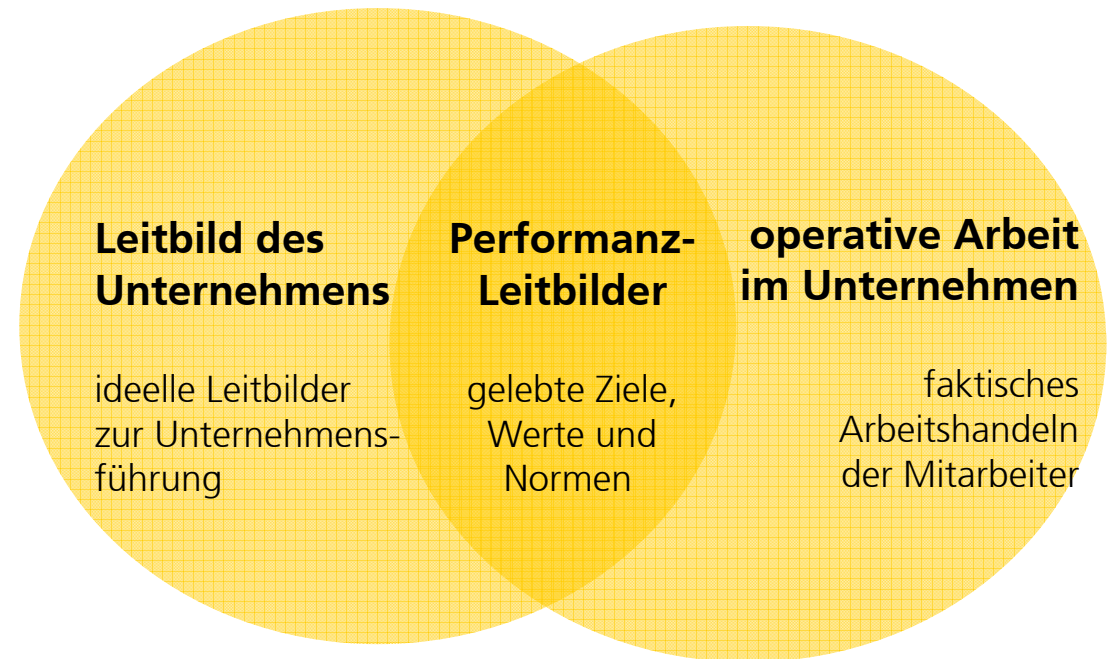 Leitbild des
Unternehmens
ideelle Leitbilder
zur Unternehmens-
führung
Performanz-
Leitbilder
gelebte Ziele,
Werte und
Normen
operative Arbeit
im Unternehmen
faktisches
Arbeitshandeln
der Mitarbeiter